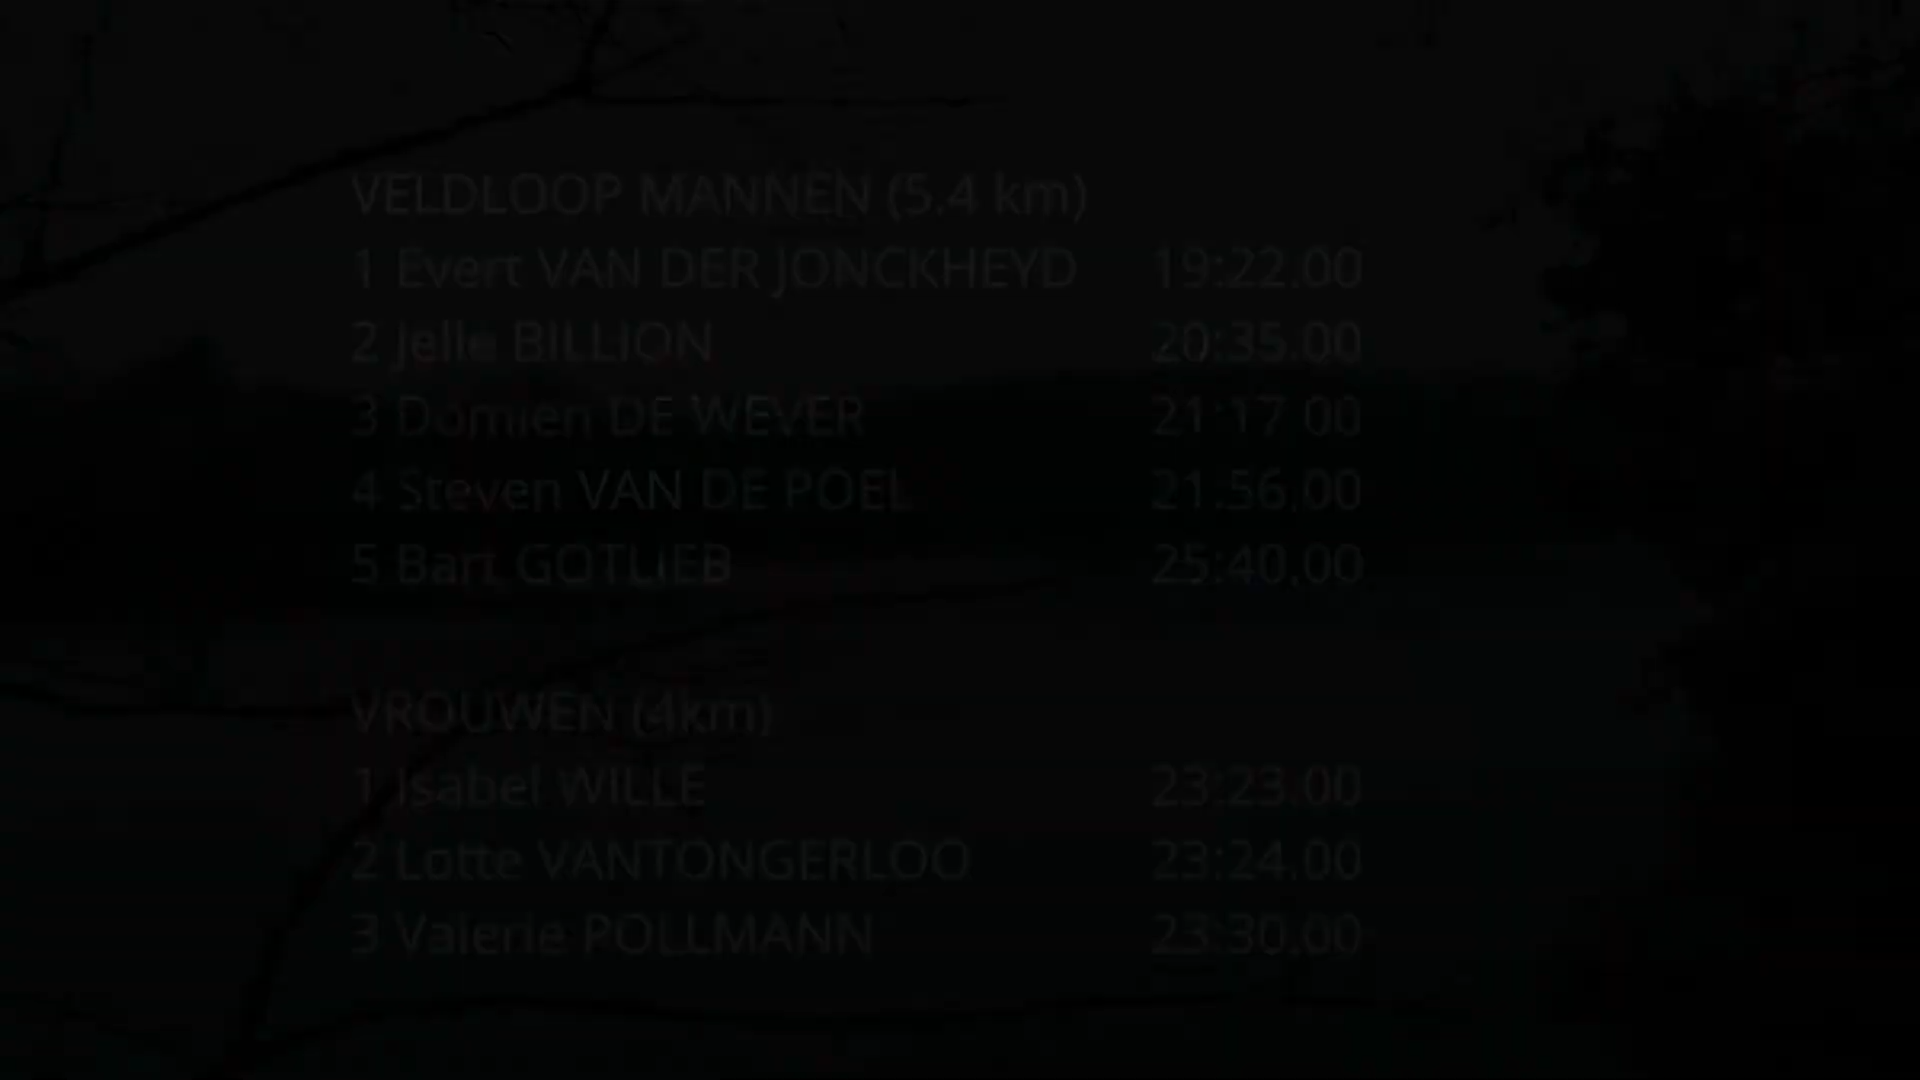 VELDLOOP MANNEN (5.4 km)
1 Evert VAN DER JONCKHEYD 19:22.00
2 Jelle BILLION 20:35.00
3 Domien DE WEVER 21:17.00
4 Steven VAN DE POEL 21:56.00
5 Bart GOTLIEB 25:40.00
VROUWEN (4km)
1 Isabel WILLE 23:23.00
2 Lotte VANTONGERLOO 23:24.00
3 Valerie POLLMANN 23:30.00